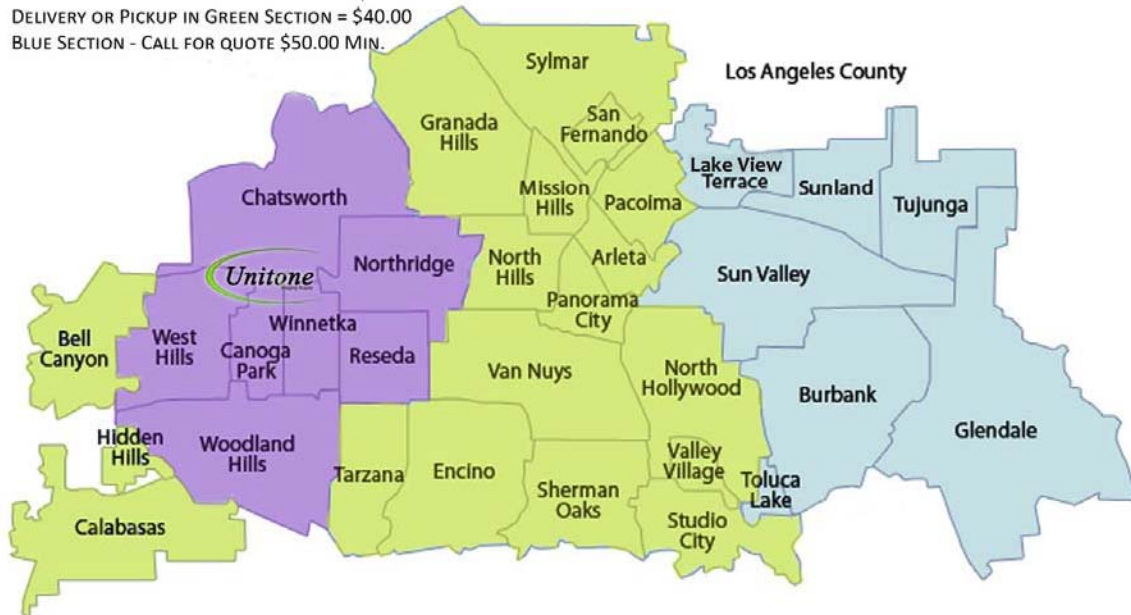 DELIVERY OR PICKUP IN GREEN SECTION = $40.00
BLUE SECTION - CALL FOR QUOTE $50.00 MIN.
Los Angeles County
Sylmar
Granada
Hills
San
Fernando
Lake View
Terrace
Sunland
Tujunga
Chatsworth
Mission
Hills
Pacoima
Northridge
North
Hills
Arleta
Sun Valley
Unitone
Panorama
City
Bell
Canyon
West
Hills
Winnetka
Canoga
Park
Reseda
Van Nuys
North
Hollywood
Burbank
Glendale
Hidden
Hills
Woodland
Hills
Tarzana
Encino
Sherman
Oaks
Valley
Village
Toluca
Lake
Calabasas
Studio
City